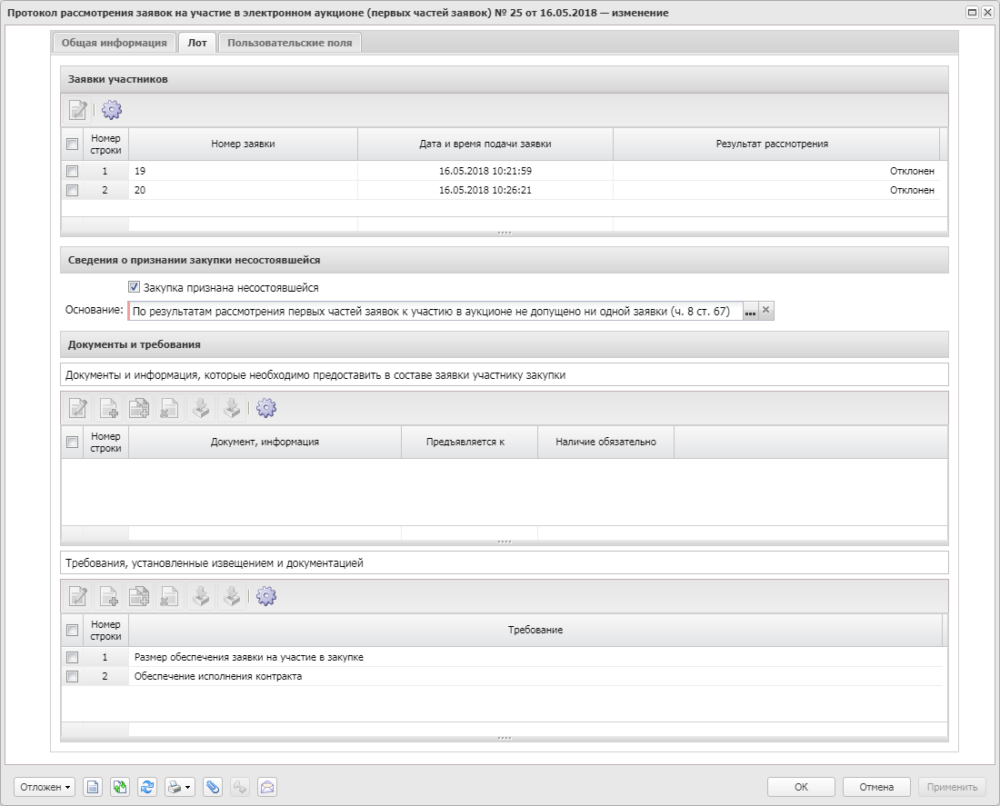 Протокол рассмотрения заявок на участие в электронном аукционе (первых частей заявок) № 25 от 16.05.2018 — изменение
Общая информация Лот Пользовательские поля
Заявки участников
Номер строки Номер заявки Дата и время подачи заявки Результат рассмотрения
1 19 16.05.2018 10:21:59 Отклонен
2 20 16.05.2018 10:26:21 Отклонен
Сведения о признании закупки несостоявшейся
Закупка признана несостоявшейся
Основание: По результатам рассмотрения первых частей заявок к участию в аукционе не допущено ни одной заявки (ч. 8 ст. 67) ...
Документы и требования
Документы и информация, которые необходимо предоставить в составе заявки участнику закупки
Номер строки Документ, информация Предъявляется к Наличие обязательно
Требования, установленные извещением и документацией
Номер строки Требование
1 Размер обеспечения заявки на участие в закупке
2 Обеспечение исполнения контракта
Отложен ОК Отмена Применить